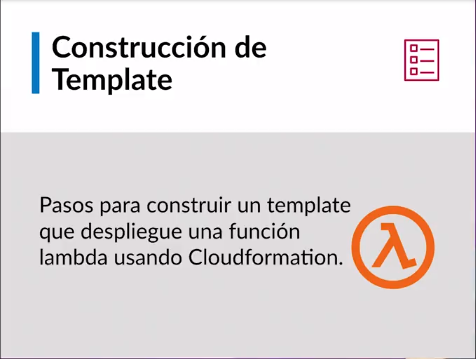 Construcción de
Template
Pasos para construir un template
que despliegue una función
lambda usando Cloudformation.